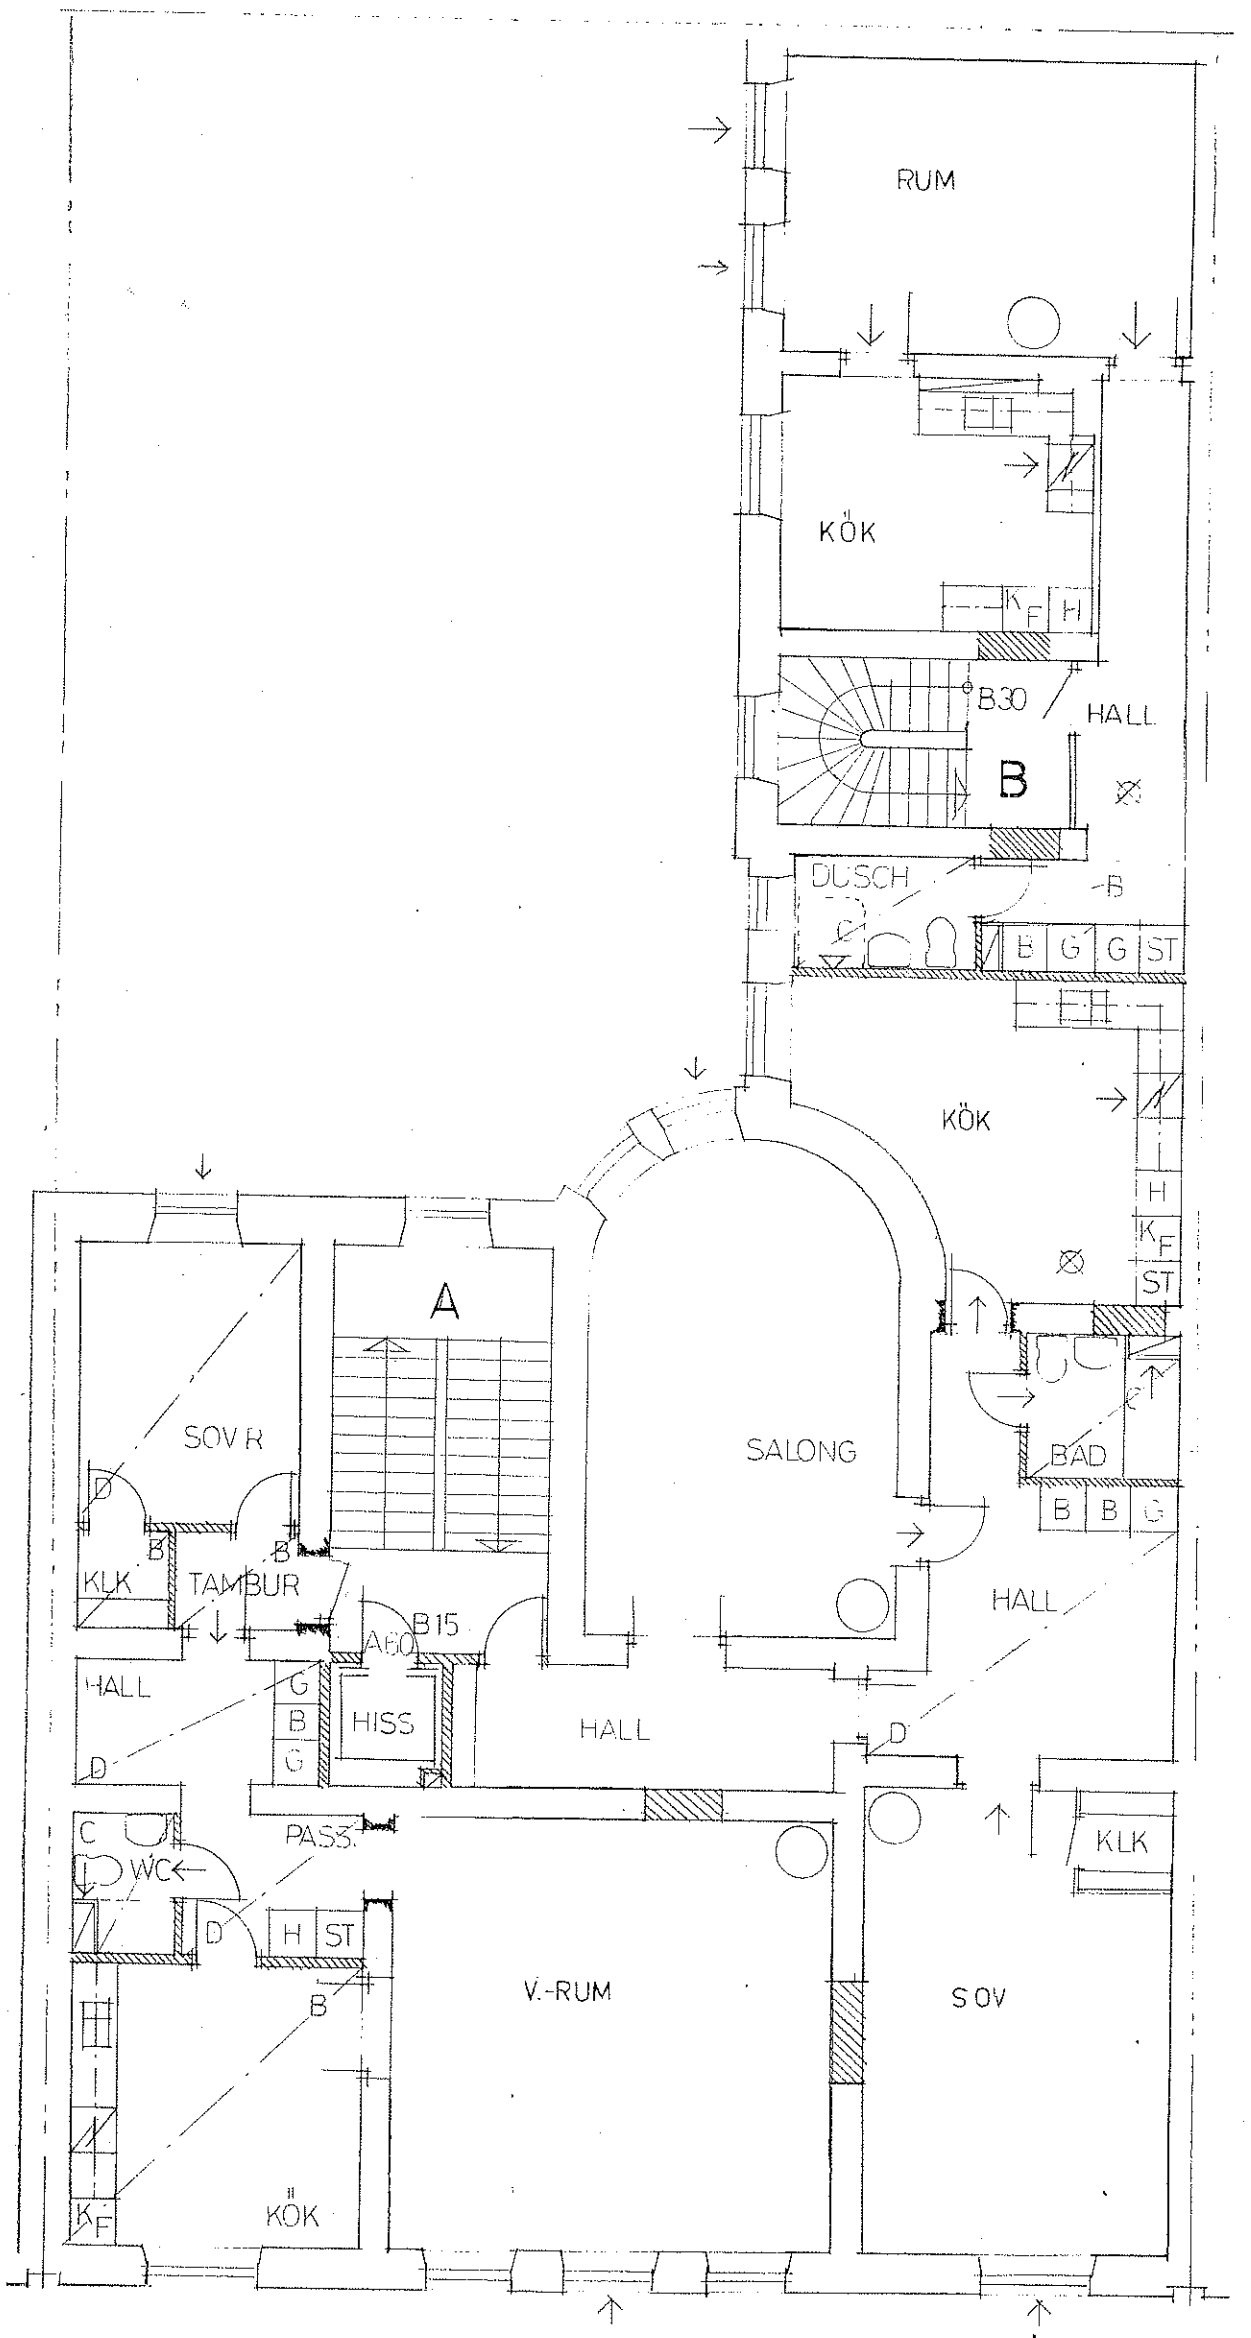 RUM
KÖK
K F H
B30
HALL
B
DUSCH
B
C
B G G ST
KÖK
H
K F
ST
A
SOV R
SALONG
C
BAD
D
B B G
B
B
KLK
TAMBUR
HALL
B15
A60
HALL
G
HISS
B
HALL
D
G
D
C
PASS.
KLK
WC
D
H ST
V.-RUM
SOV
B
K F
KÖK